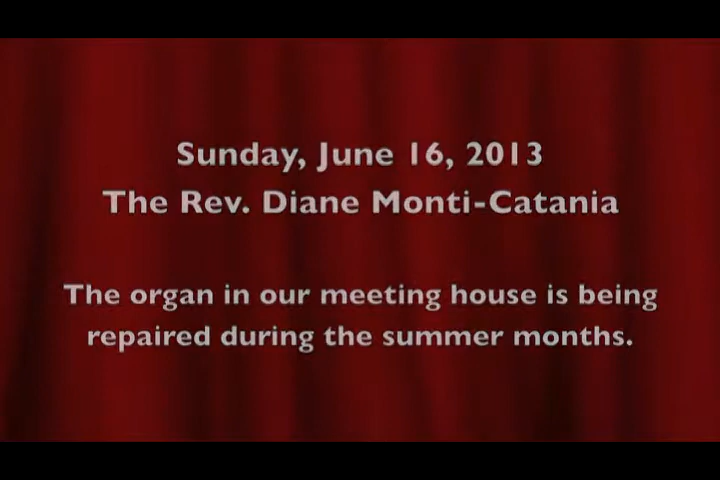 Sunday, June 16, 2013
The Rev. Diane Monti-Catania
The organ in our meeting house is being
repaired during the summer months.